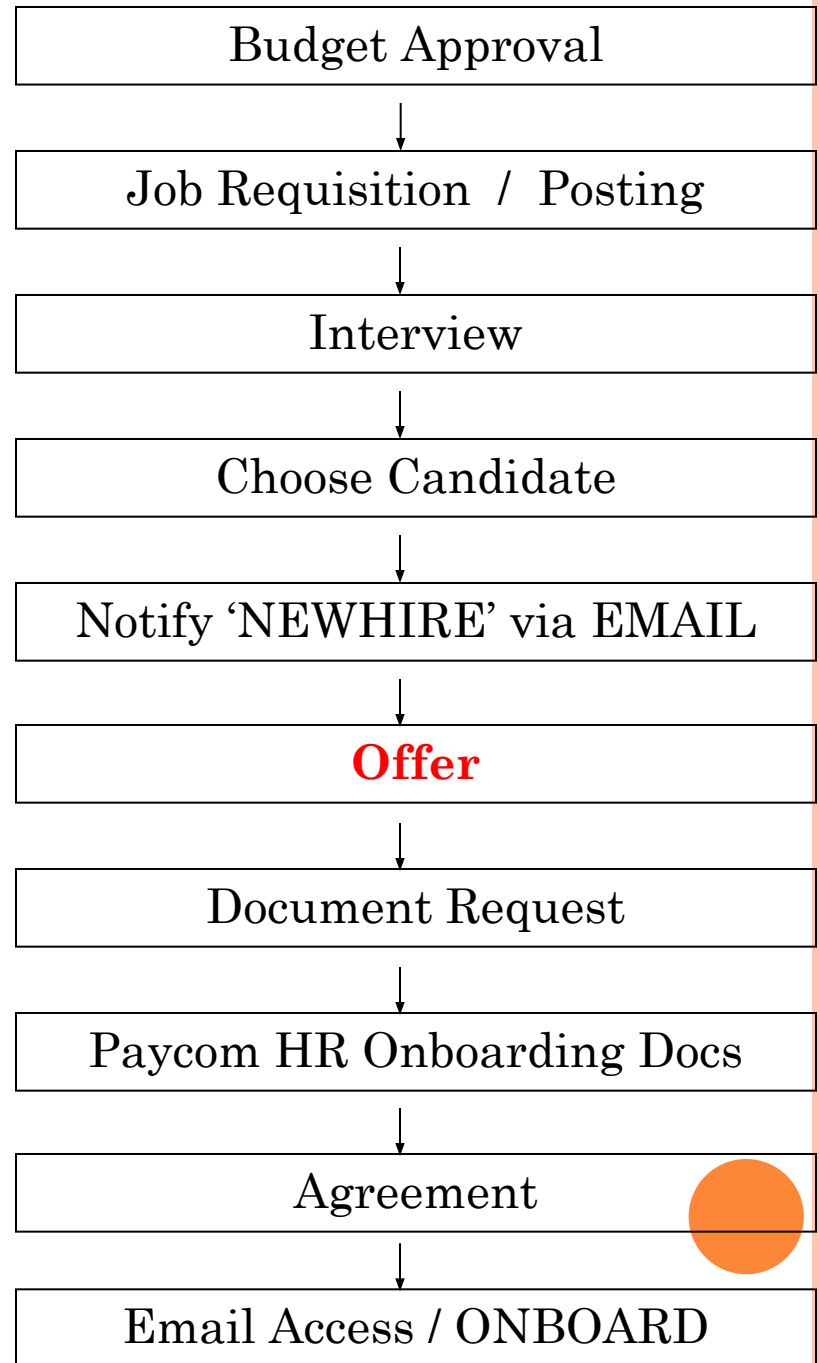 Budget Approval
Job Requisition / Posting
Interview
Choose Candidate
Notify ‘NEWHIRE’ via EMAIL
Offer
Document Request
Paycom HR Onboarding Docs
Agreement
Email Access / ONBOARD